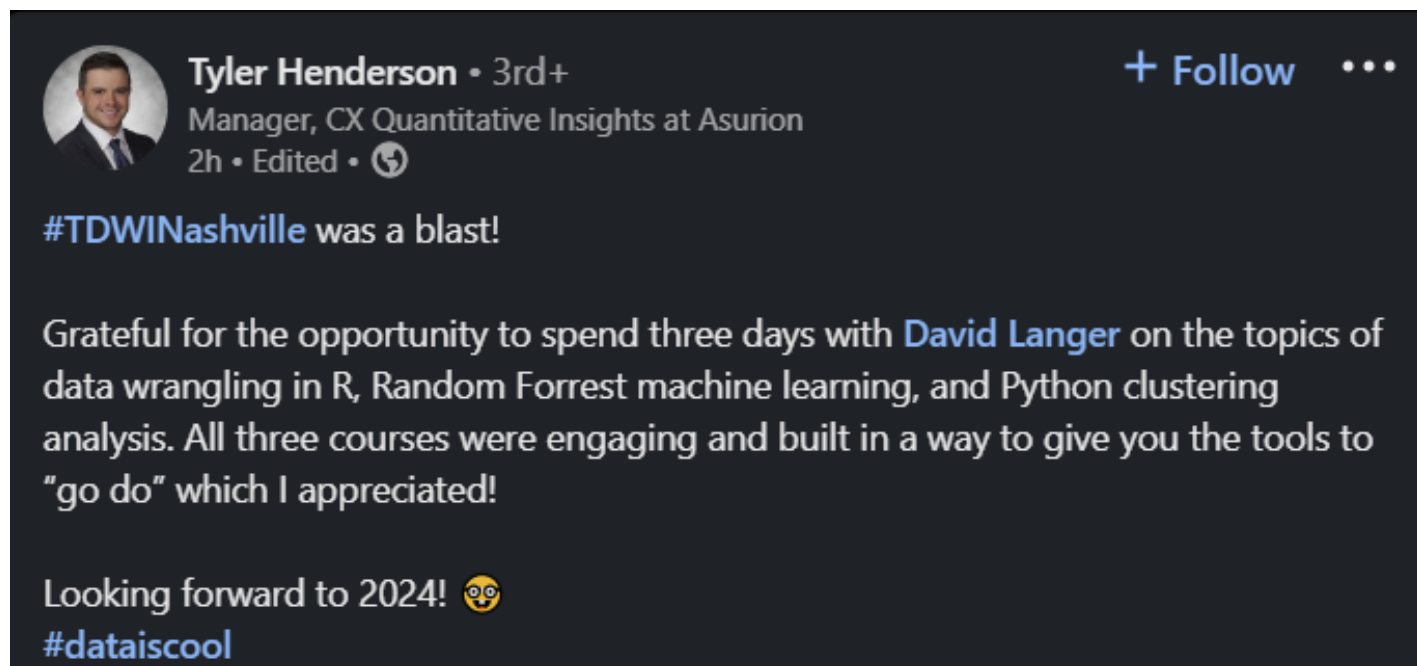 Tyler Henderson • 3rd+
+ Follow
Manager, CX Quantitative Insights at Asurion
2h • Edited •
#TDWINashville was a blast!
Grateful for the opportunity to spend three days with David Langer on the topics of
data wrangling in R, Random Forrest machine learning, and Python clustering
analysis. All three courses were engaging and built in a way to give you the tools to
“go do” which I appreciated!
Looking forward to 2024! 🤓
#dataiscool